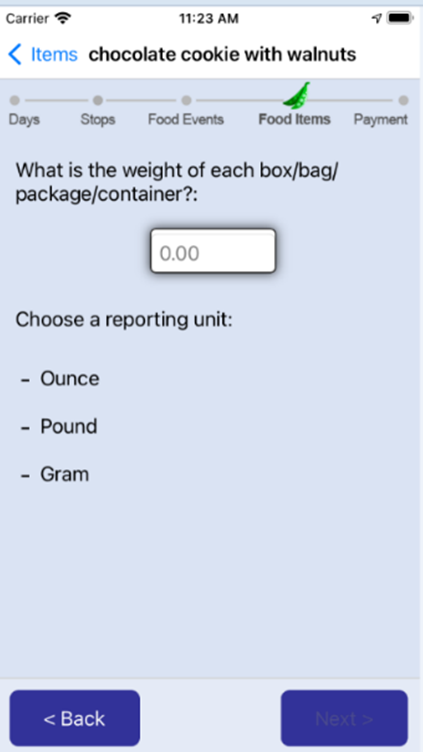 Carrier 11:23 AM
Items chocolate cookie with walnuts
Days Stops Food Events Food Items Payment
What is the weight of each box/bag/
package/container?:
0.00
Choose a reporting unit:
- Ounce
- Pound
- Gram
< Back Next >